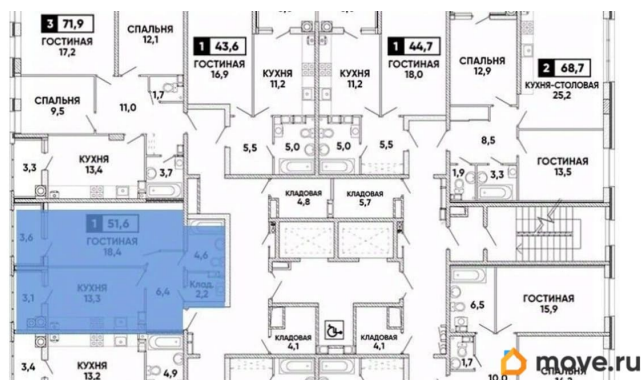 3 71,9
ГОСТИНАЯ
17,2
СПАЛЬНЯ
12,1
СПАЛЬНЯ
9,5
11,0
1,7
3,3
КУХНЯ
13,4
3,7
1 43,6
ГОСТИНАЯ
16,9
КУХНЯ
11,2
5,5
5,0
1 44,7
ГОСТИНАЯ
18,0
КУХНЯ
11,2
5,0
5,5
СПАЛЬНЯ
12,9
2 68,7
КУХНЯ-СТОЛОВАЯ
25,2
8,5
1,9
3,3
ГОСТИНАЯ
13,5
КЛАДОВАЯ
4,8
КЛАДОВАЯ
5,7
1 51,6
ГОСТИНАЯ
18,4
3,6
4,6
3,1
КУХНЯ
13,3
6,4
Клад.
2,2
3,4
КУХНЯ
13,2
4,9
КЛАДОВАЯ
4,1
КЛАДОВАЯ
4,1
6,5
ГОСТИНАЯ
15,9
1,7
10,0
move.ru